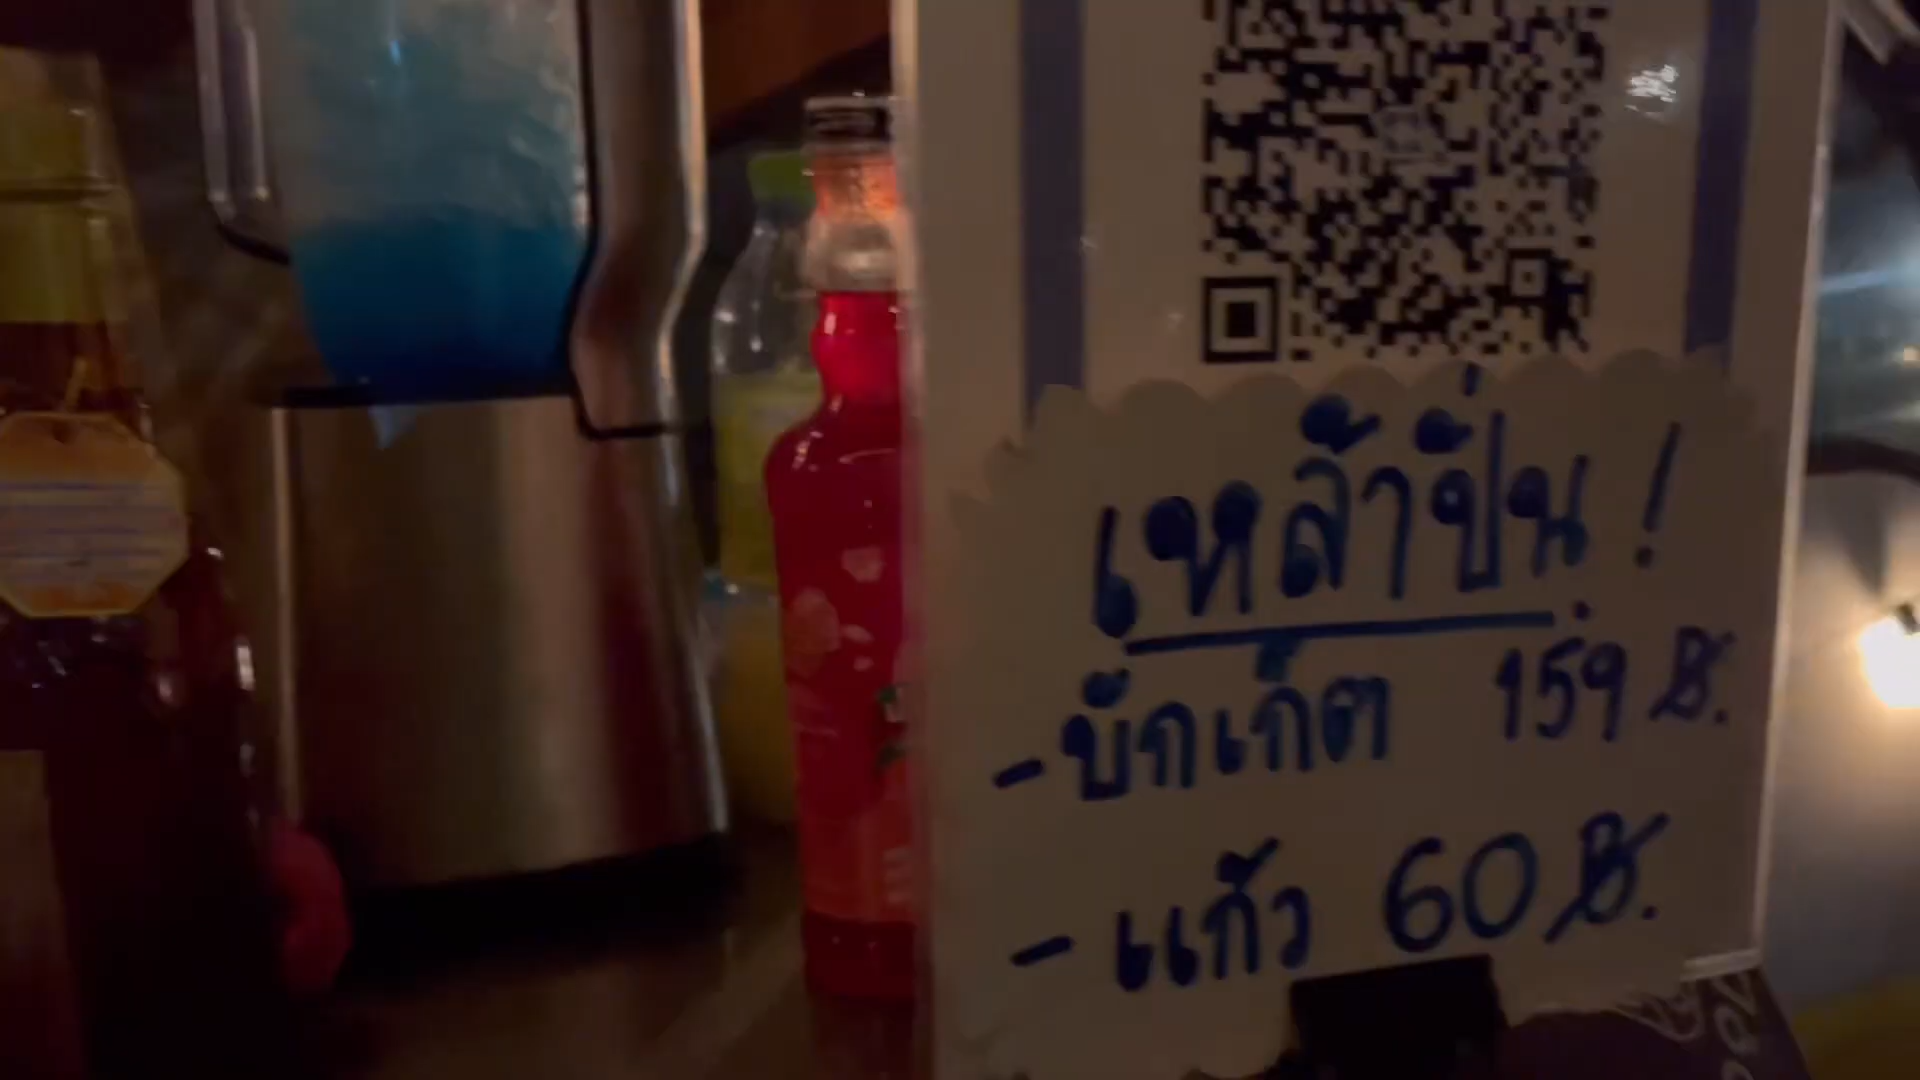 เหล้าปั่น!
- บักเก็ต 159 ฿.
- แก้ว 60 ฿.